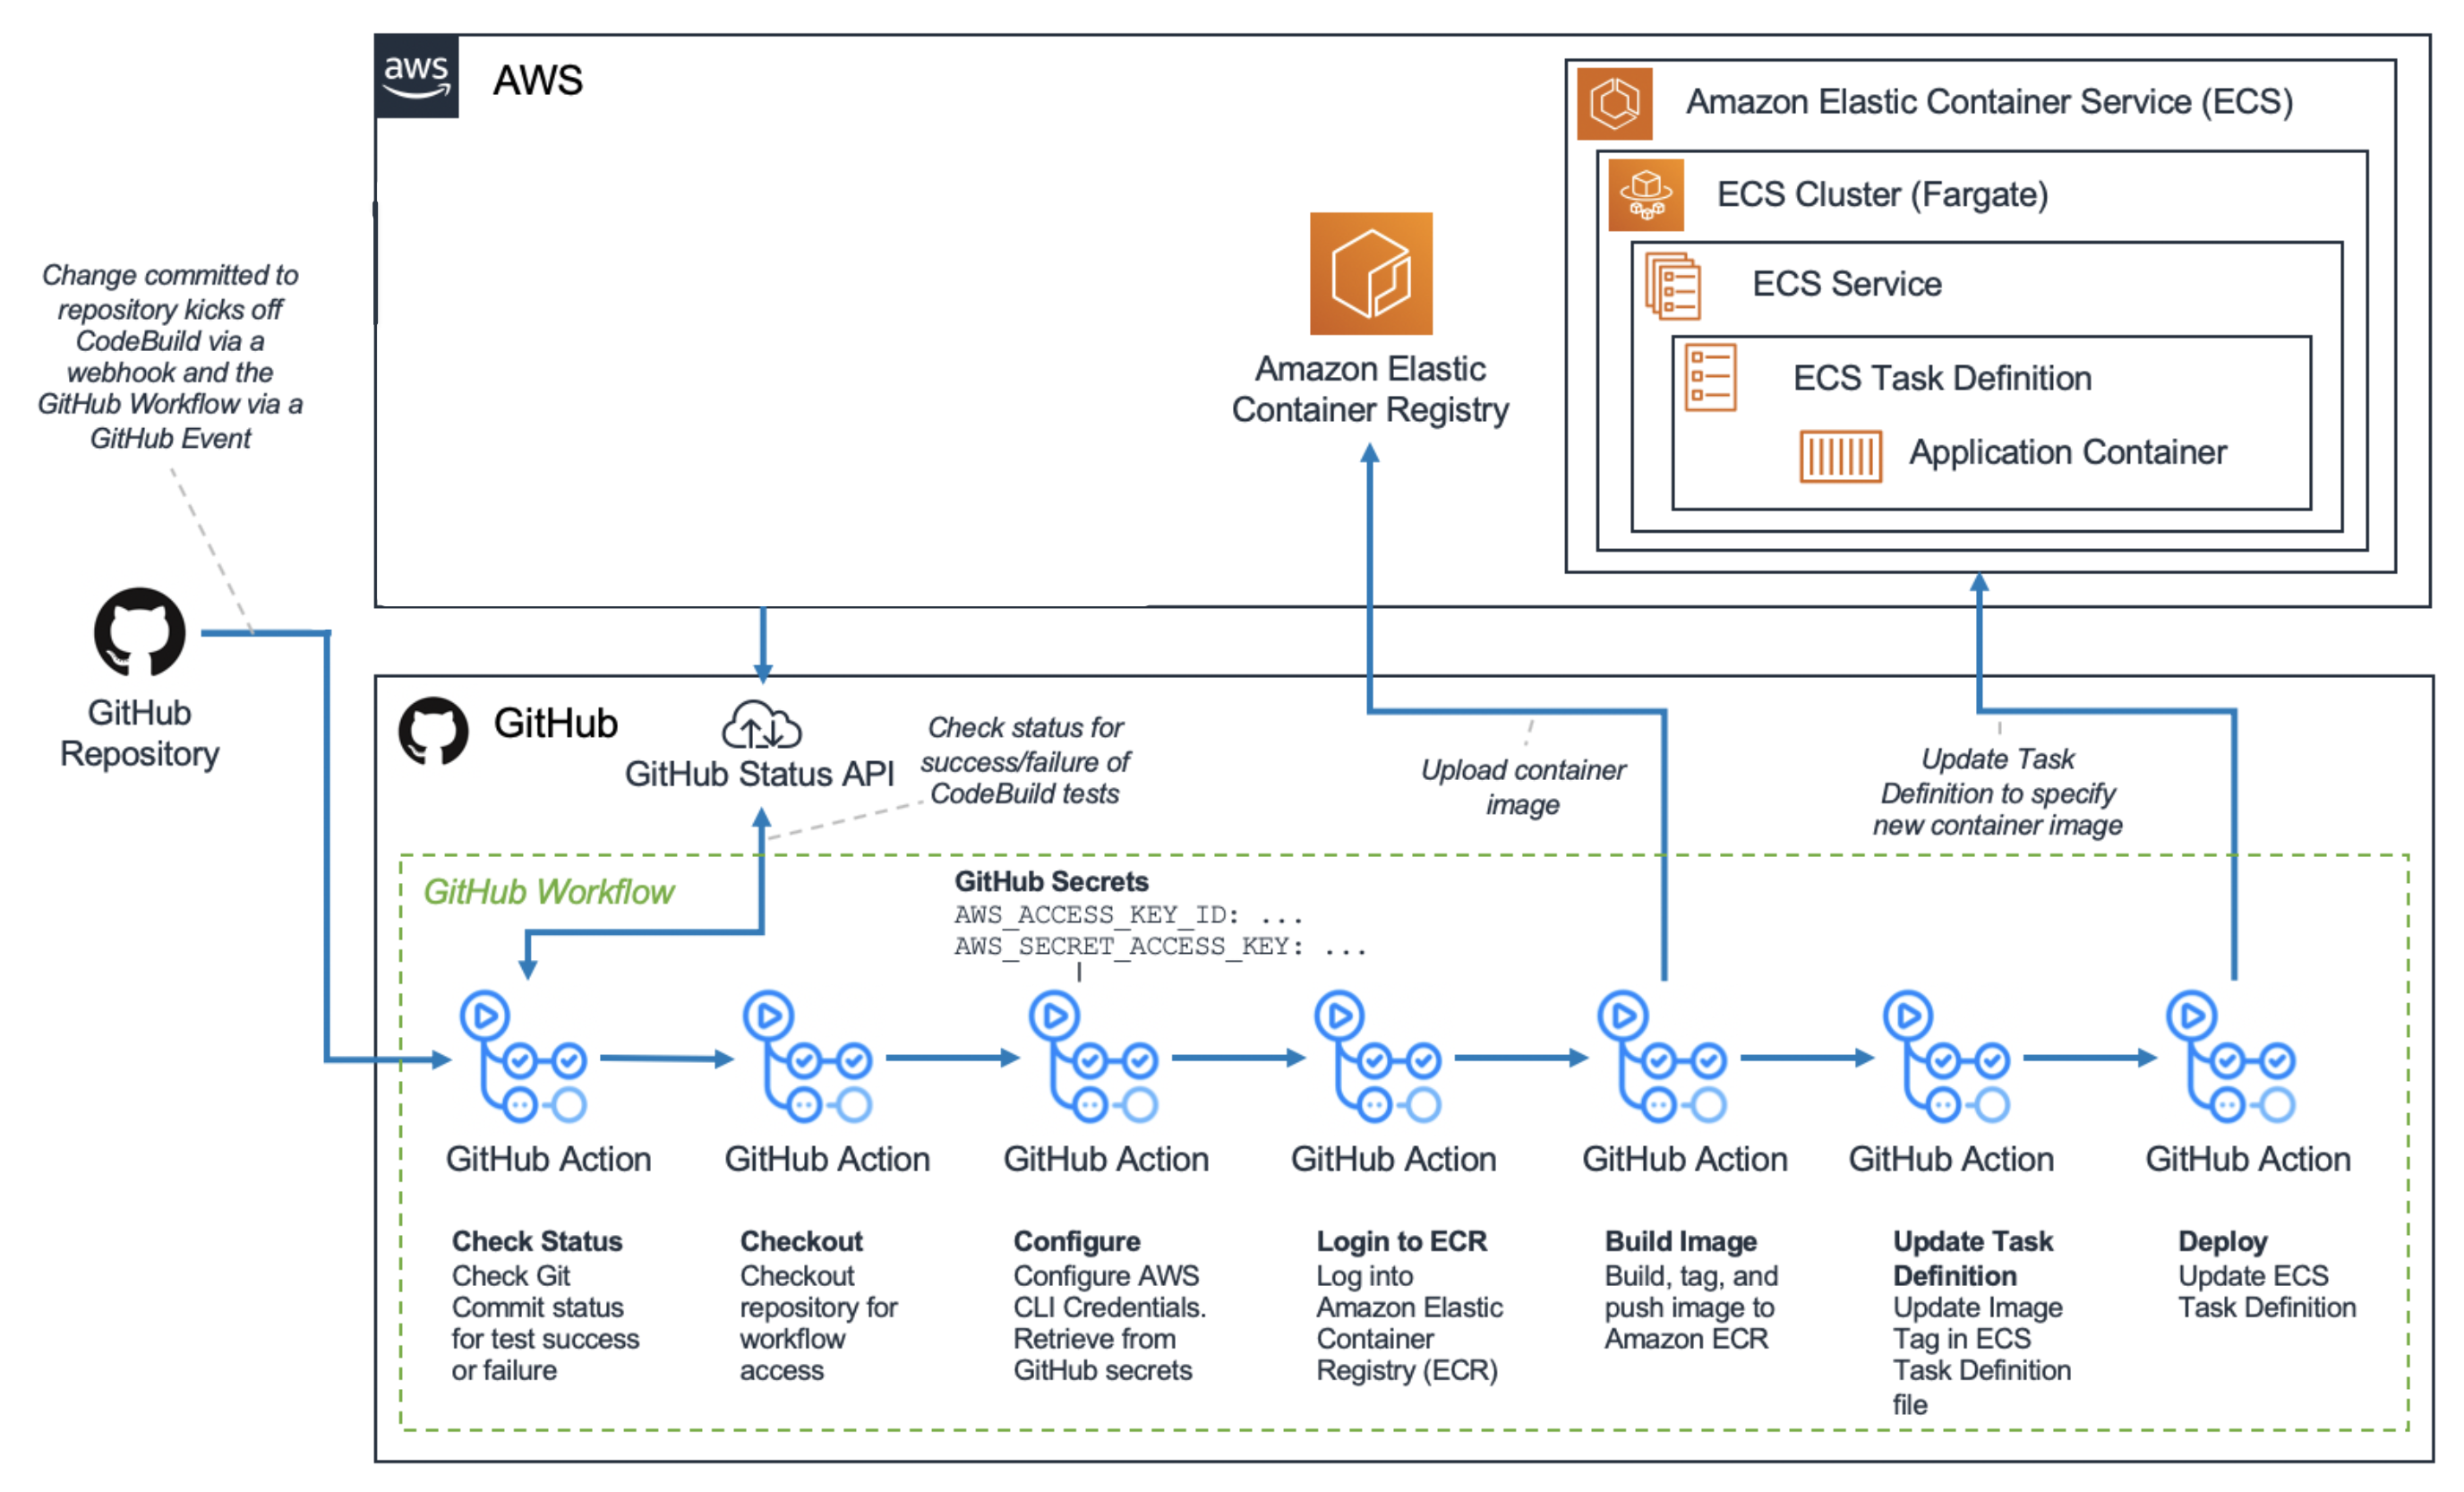 aws
AWS
Amazon Elastic Container Service (ECS)
ECS Cluster (Fargate)
ECS Service
ECS Task Definition
Application Container
Amazon Elastic
Container Registry
Change committed to
repository kicks off
CodeBuild via a
webhook and the
GitHub Workflow via a
GitHub Event
GitHub
Repository
GitHub
GitHub Status API
Check status for
success/failure of
CodeBuild tests
Upload container
image
Update Task
Definition to specify
new container image
GitHub Workflow
GitHub Secrets
AWS_ACCESS_KEY_ID: ...
AWS_SECRET_ACCESS_KEY: ...
GitHub Action
Check Status
Check Git
Commit status
for test success
or failure
GitHub Action
Checkout
Checkout
repository for
workflow
access
GitHub Action
Configure
Configure AWS
CLI Credentials.
Retrieve from
GitHub secrets
GitHub Action
Login to ECR
Log into
Amazon Elastic
Container
Registry (ECR)
GitHub Action
Build Image
Build, tag, and
push image to
Amazon ECR
GitHub Action
Update Task
Definition
Update Image
Tag in ECS
Task Definition
file
GitHub Action
Deploy
Update ECS
Task Definition